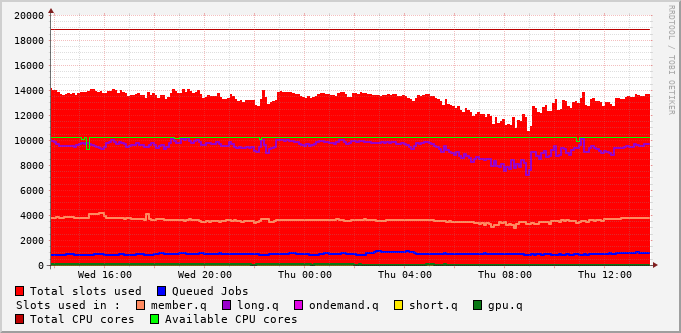 20000
18000
16000
14000
12000
10000
8000
6000
4000
2000
0
Wed 16:00 Wed 20:00 Thu 00:00 Thu 04:00 Thu 08:00 Thu 12:00
RRDTOOL / TOBI OETIKER
Total slots used Queued Jobs
Slots used in : member.q long.q ondemand.q short.q gpu.q
Total CPU cores Available CPU cores